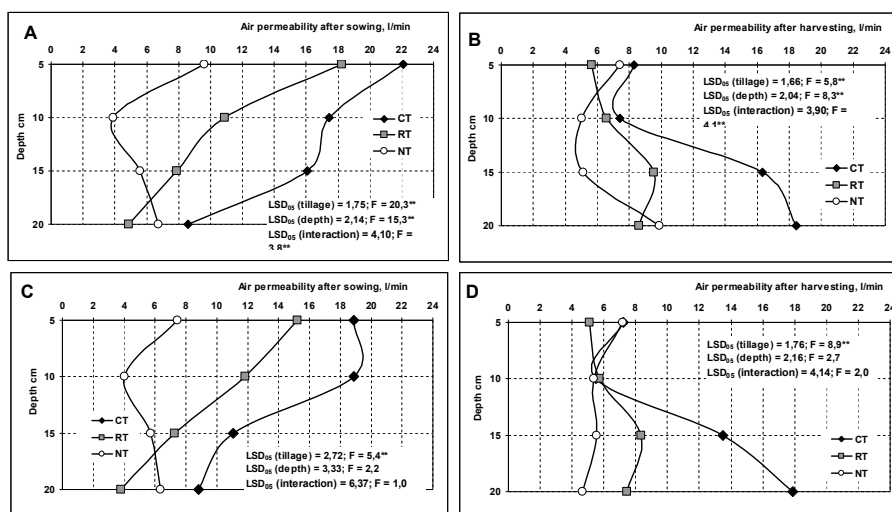 A
Air permeability after sowing, l/min
0 2 4 6 8 10 12 14 16 18 20 22 24
5
10
15
20
Depth cm
CT
RT
NT
LSD05 (tillage) = 1,75; F = 20,3**
LSD05 (depth) = 2,14; F = 15,3**
LSD05 (interaction) = 4,10; F =
3,8**
B
Air permeability after harvesting, l/min
0 2 4 6 8 10 12 14 16 18 20 22 24
5
10
15
20
Depth cm
LSD05 (tillage) = 1,66; F = 5,8**
LSD05 (depth) = 2,04; F = 8,3**
LSD05 (interaction) = 3,90; F =
4,1**
CT
RT
NT
C
Air permeability after sowing, l/min
0 2 4 6 8 10 12 14 16 18 20 22 24
5
10
15
20
Depth cm
CT
RT
NT
LSD05 (tillage) = 2,72; F = 5,4**
LSD05 (depth) = 3,33; F = 2,2
LSD05 (interaction) = 6,37; F = 1,0
D
Air permeability after harvesting, l/min
0 2 4 6 8 10 12 14 16 18 20 22 24
5
10
15
20
Depth cm
LSD05 (tillage) = 1,76; F = 8,9**
LSD05 (depth) = 2,16; F = 2,7
LSD05 (interaction) = 4,14; F = 2,0
CT
RT
NT